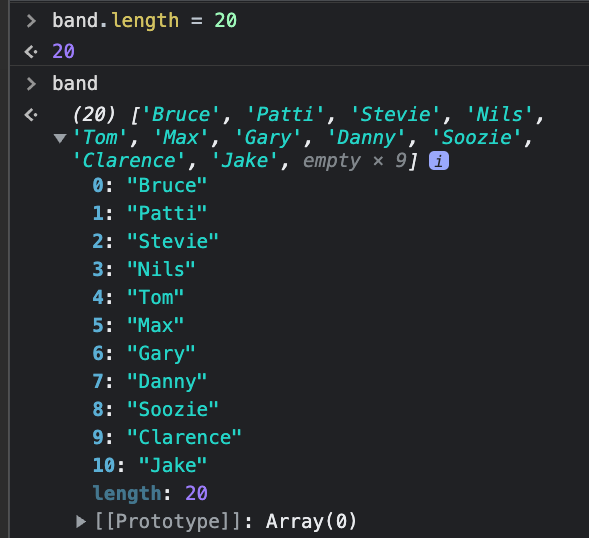 > band.length = 20
<· 20
> band
<· (20) ['Bruce', 'Patti', 'Stevie', 'Nils',
▼ 'Tom', 'Max', 'Gary', 'Danny', 'Soozie',
'Clarence', 'Jake', empty × 9] i
0: "Bruce"
1: "Patti"
2: "Stevie"
3: "Nils"
4: "Tom"
5: "Max"
6: "Gary"
7: "Danny"
8: "Soozie"
9: "Clarence"
10: "Jake"
length: 20
▶ [[Prototype]]: Array(0)